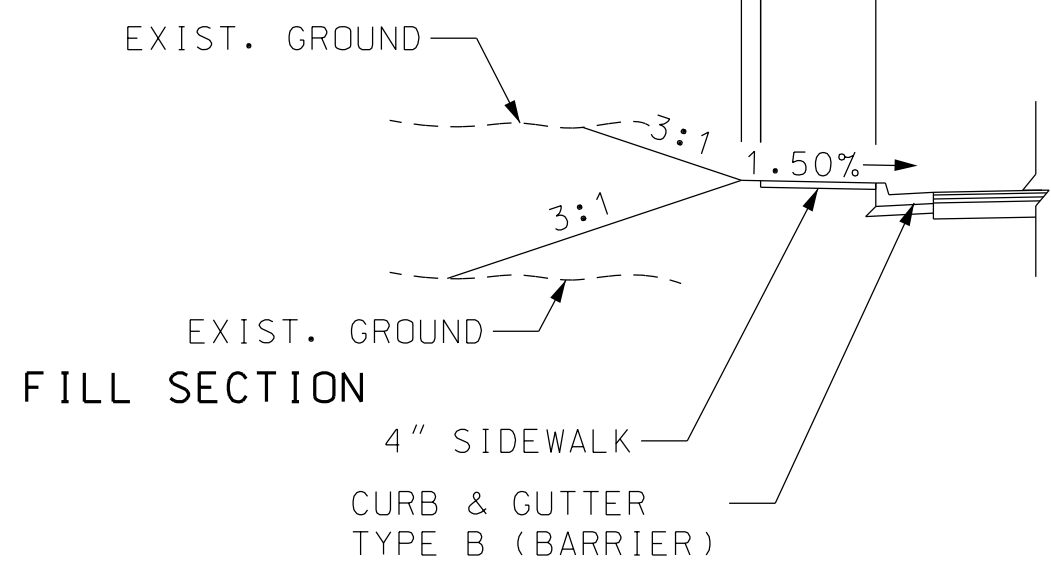 EXIST. GROUND
3:1
1.50%
3:1
EXIST. GROUND
FILL SECTION
4" SIDEWALK
CURB & GUTTER
TYPE B (BARRIER)